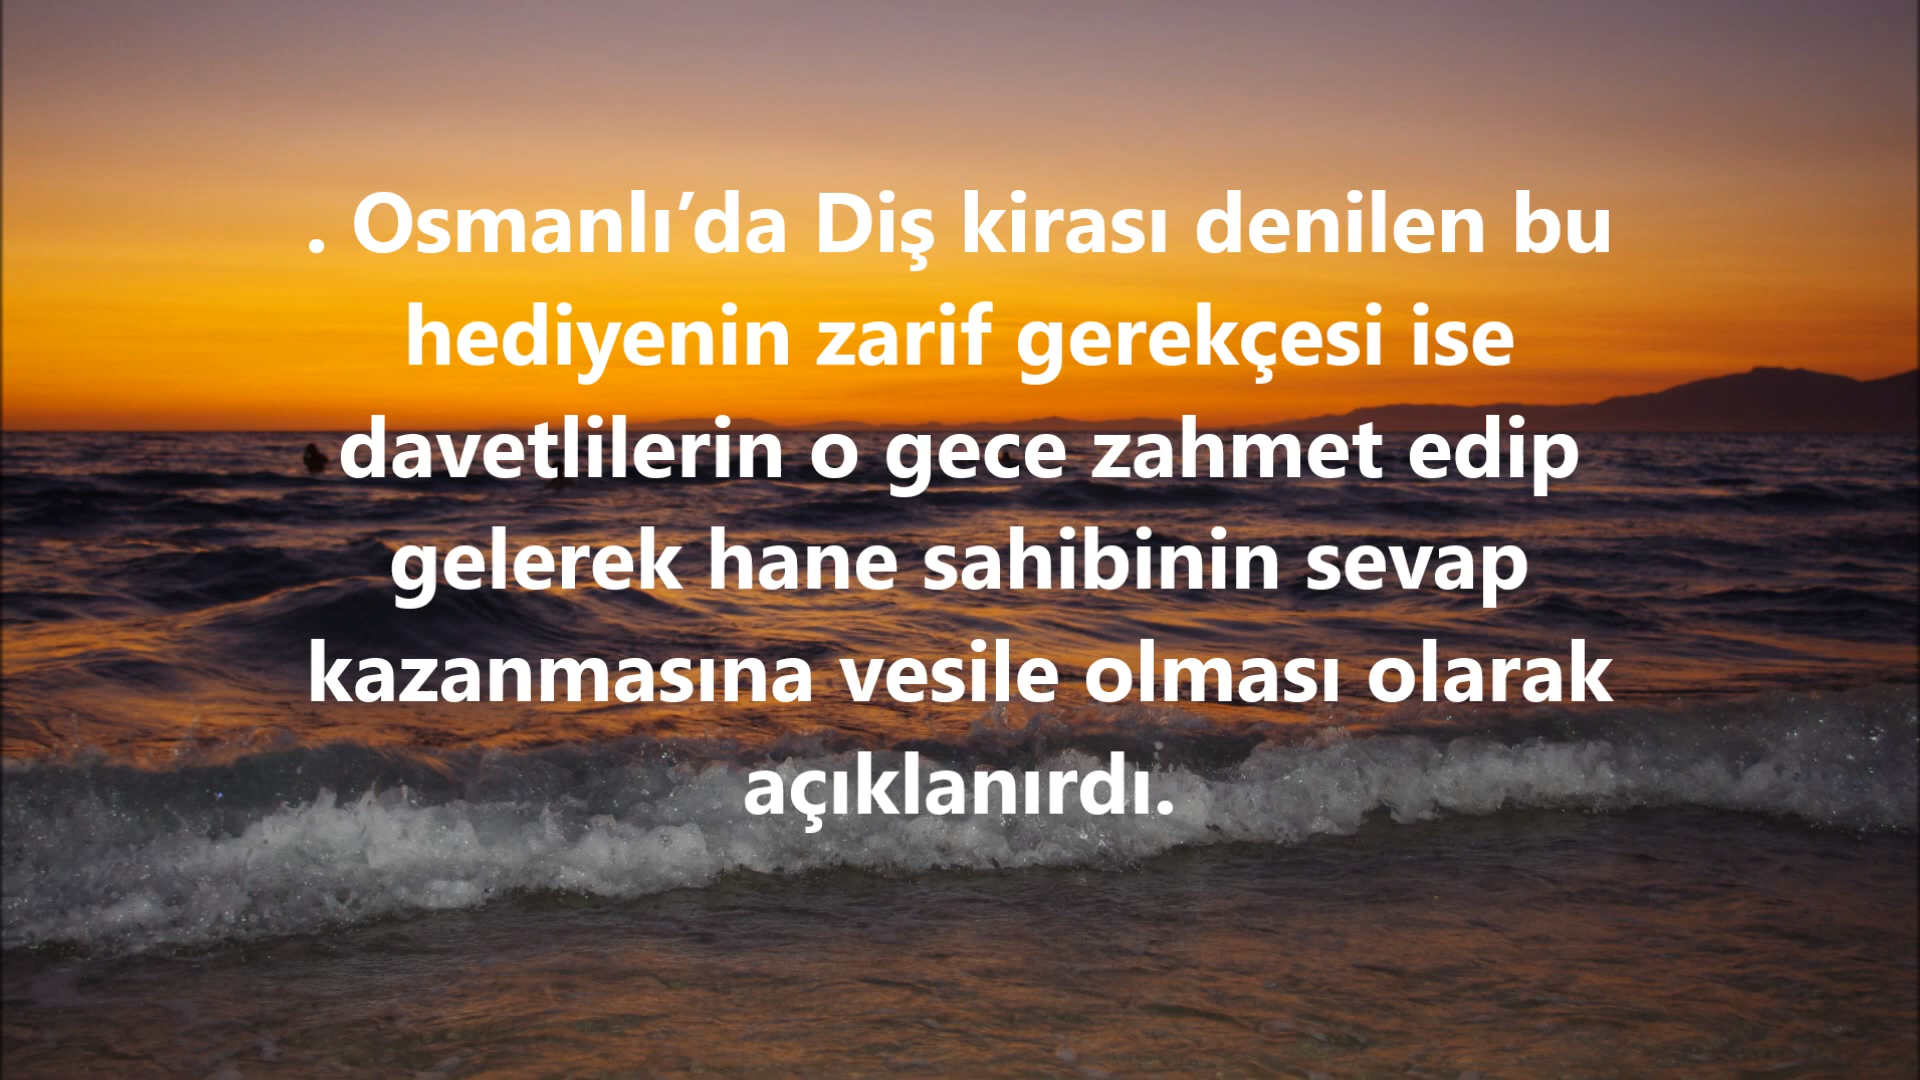 . Osmanlı’da Diş kirası denilen bu
hediyenin zarif gerekçesi ise
davetlilerin o gece zahmet edip
gelerek hane sahibinin sevap
kazanmasına vesile olması olarak
açıklanırdı.